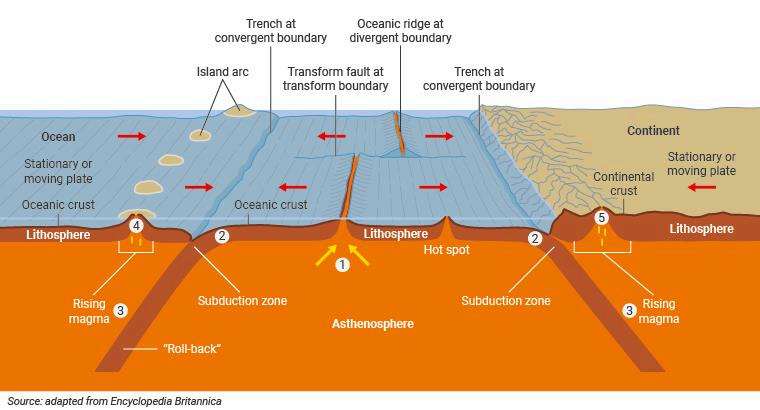 Trench at
convergent boundary
Oceanic ridge at
divergent boundary
Island arc
Transform fault at
transform boundary
Trench at
convergent boundary
Ocean
Continent
Stationary or
moving plate
Stationary or
moving plate
Continental
crust
Oceanic crust
Oceanic crust
4
5
Lithosphere
2
Lithosphere
2
Lithosphere
Hot spot
1
Rising
magma
3
Subduction zone
Subduction zone
3
Rising
magma
Asthenosphere
“Roll-back”
Source: adapted from Encyclopedia Britannica